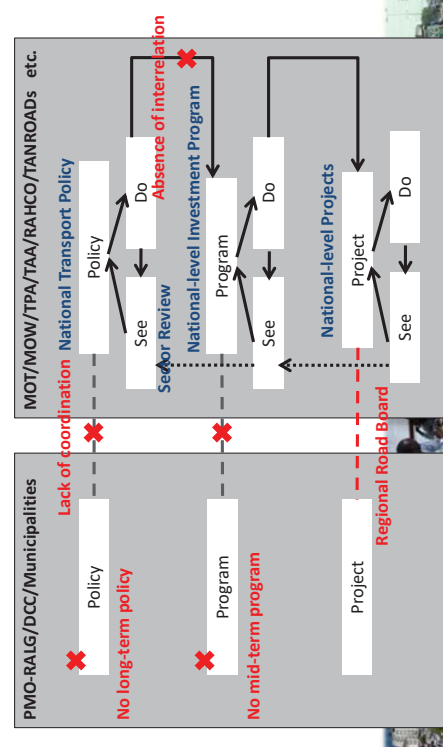 PMO-RALG/DCC/Municipalities
Policy
No long-term policy
Program
No mid-term program
Project
Lack of coordination
Regional Road Board
MOT/MOW/TPA/TAA/RAHCO/TANROADs etc.
National Transport Policy
Policy
See
Do
Sector Review
Absence of interrelation
National-level Investment Program
Program
See
Do
National-level Projects
Project
See
Do